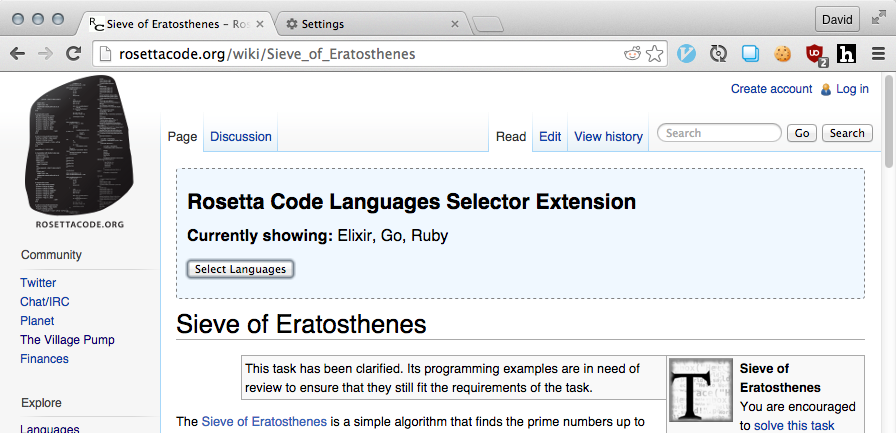 Sieve of Eratosthenes – Ros
Settings
David
rosettacode.org/wiki/Sieve_of_Eratosthenes
2
h
Create account Log in
Page Discussion Read Edit View history Search Go Search
ROSETTACODE.ORG
Rosetta Code Languages Selector Extension
Currently showing: Elixir, Go, Ruby
Select Languages
Community
Twitter
Chat/IRC
Planet
The Village Pump
Finances
Explore
Languages
Sieve of Eratosthenes
This task has been clarified. Its programming examples are in need of
review to ensure that they still fit the requirements of the task.
T
Sieve of
Eratosthenes
You are encouraged
to solve this task
The Sieve of Eratosthenes is a simple algorithm that finds the prime numbers up to